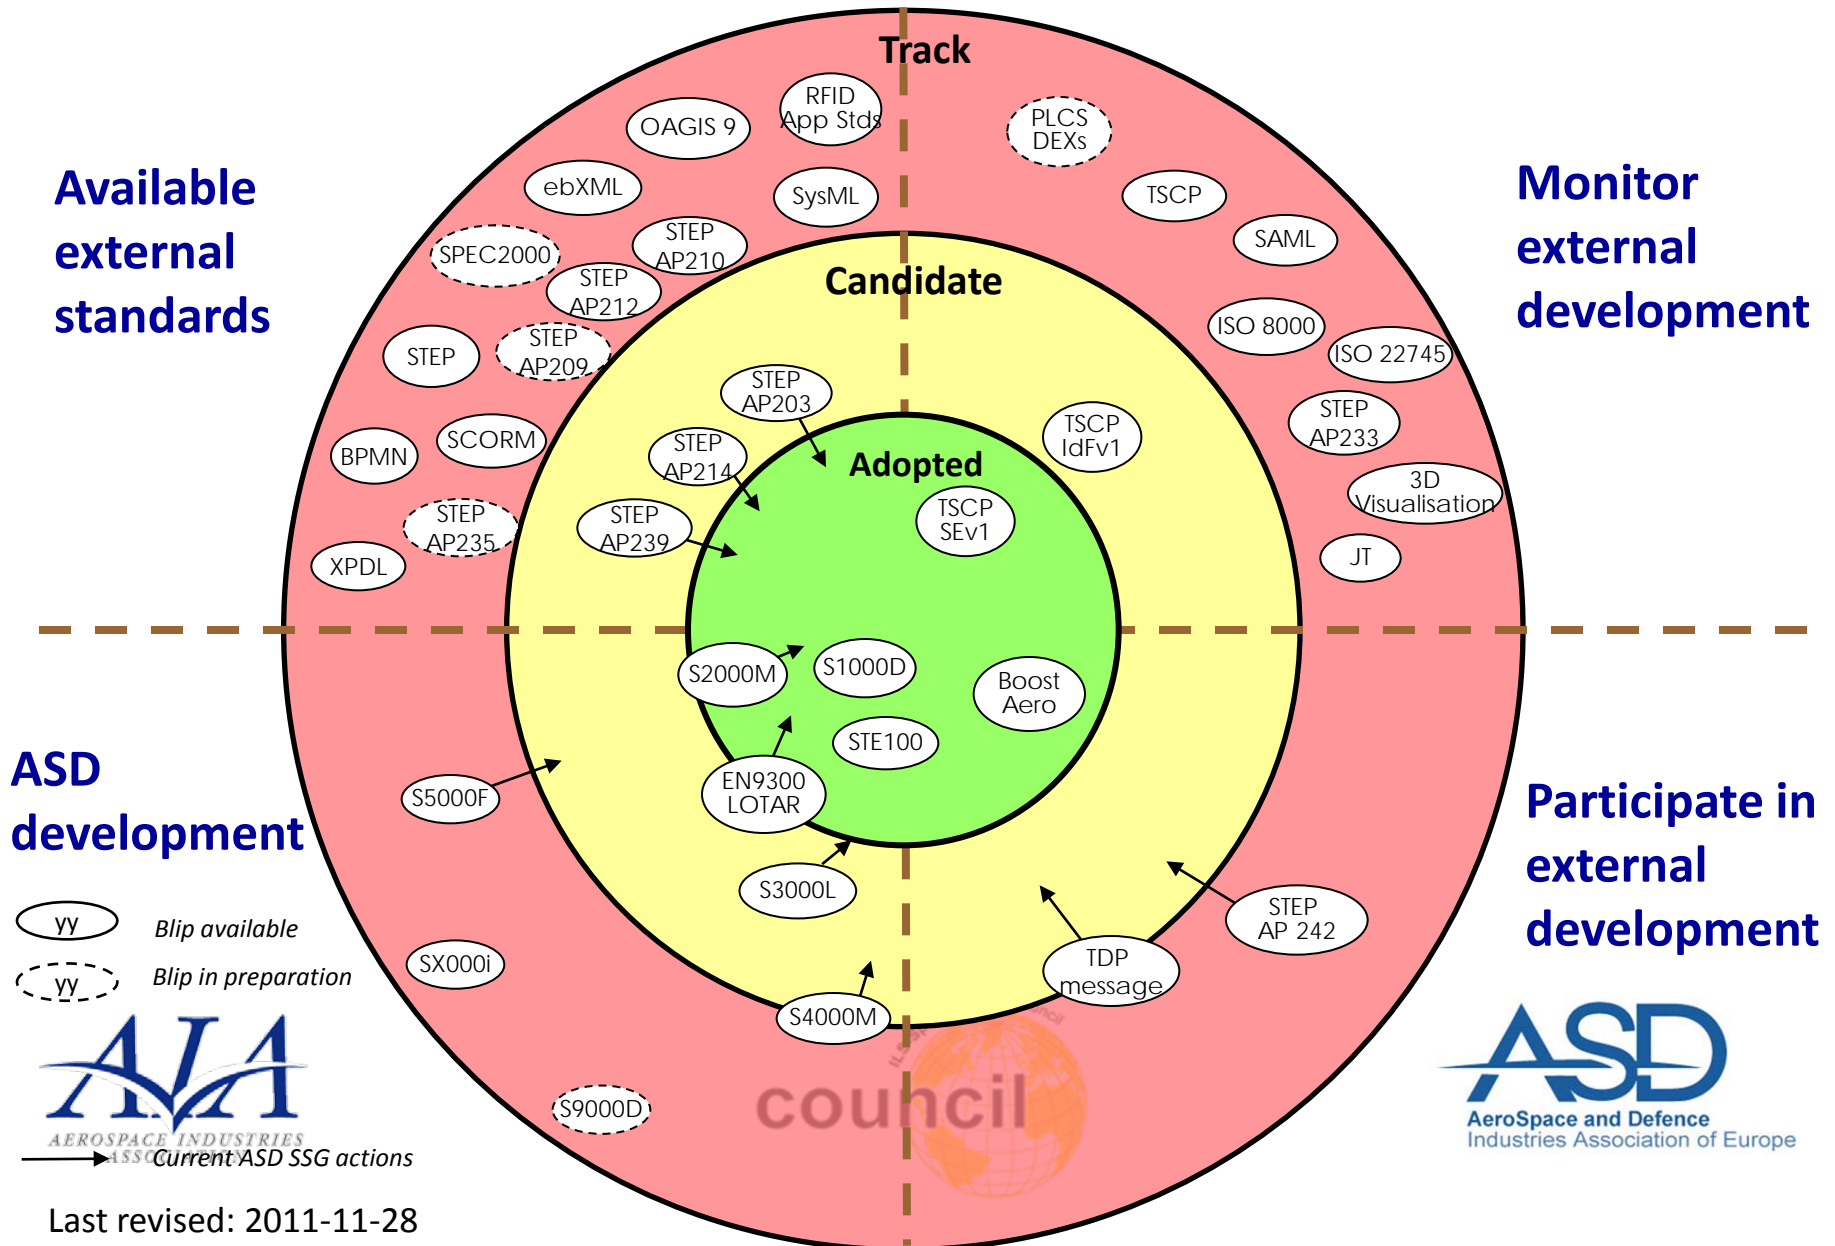 Track
Available
external
standards
Monitor
external
development
RFID
App Stds
OAGIS 9
ebXML
SysML
SPEC2000
STEP
AP210
STEP
AP212
STEP
STEP
AP209
BPMN
SCORM
STEP
AP235
XPDL
PLCS
DEXs
TSCP
SAML
ISO 8000
ISO 22745
STEP
AP233
3D
Visualisation
JT
Candidate
STEP
AP203
STEP
AP214
STEP
AP239
TSCP
IdFv1
Adopted
TSCP
SEv1
S2000M
S1000D
Boost
Aero
STE100
EN9300
LOTAR
ASD
development
S5000F
S3000L
SX000i
S4000M
S9000D
Participate in
external
development
STEP
AP 242
TDP
message
yy
Blip available
yy
Blip in preparation
AIA
AEROSPACE INDUSTRIES
ASSOCIATION
Current ASD SSG actions
Last revised: 2011-11-28
council
ASD
AeroSpace and Defence
Industries Association of Europe